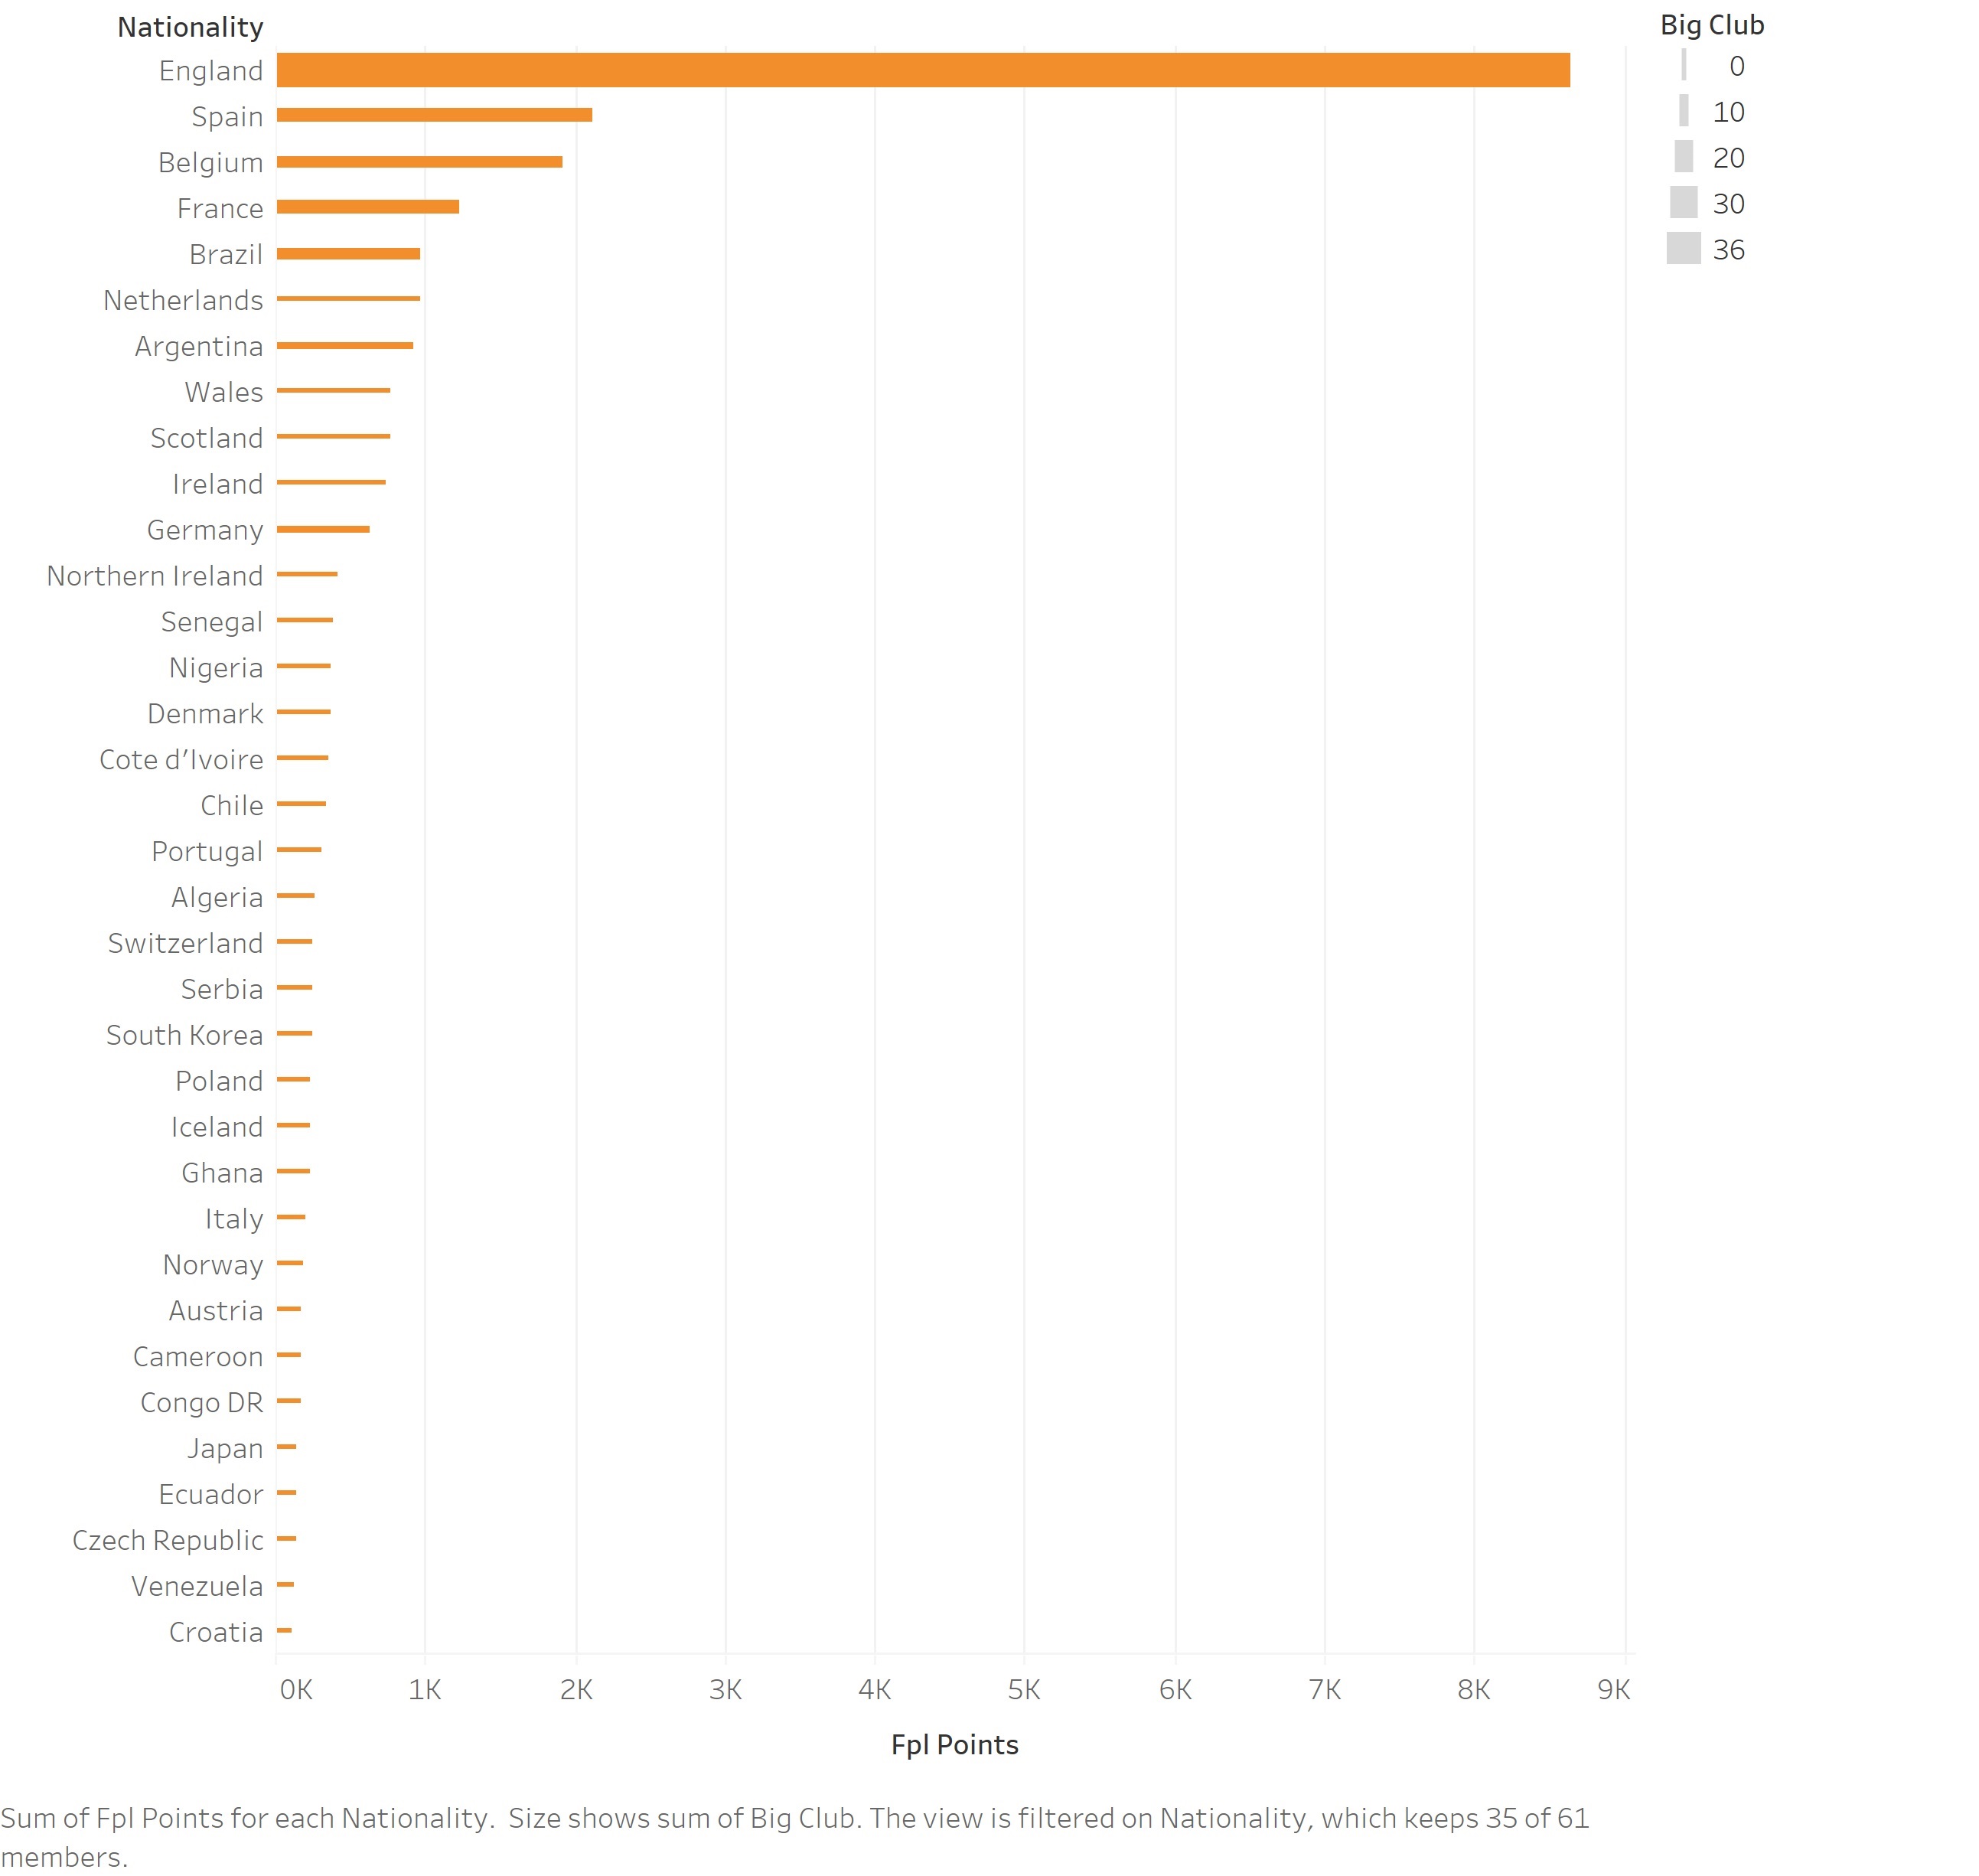 Nationality
England
Spain
Belgium
France
Brazil
Netherlands
Argentina
Wales
Scotland
Ireland
Germany
Northern Ireland
Senegal
Nigeria
Denmark
Cote d’Ivoire
Chile
Portugal
Algeria
Switzerland
Serbia
South Korea
Poland
Iceland
Ghana
Italy
Norway
Austria
Cameroon
Congo DR
Japan
Ecuador
Czech Republic
Venezuela
Croatia
0K 1K 2K 3K 4K 5K 6K 7K 8K 9K
Fpl Points
Big Club
0
10
20
30
36
Sum of Fpl Points for each Nationality.  Size shows sum of Big Club. The view is filtered on Nationality, which keeps 35 of 61
members.